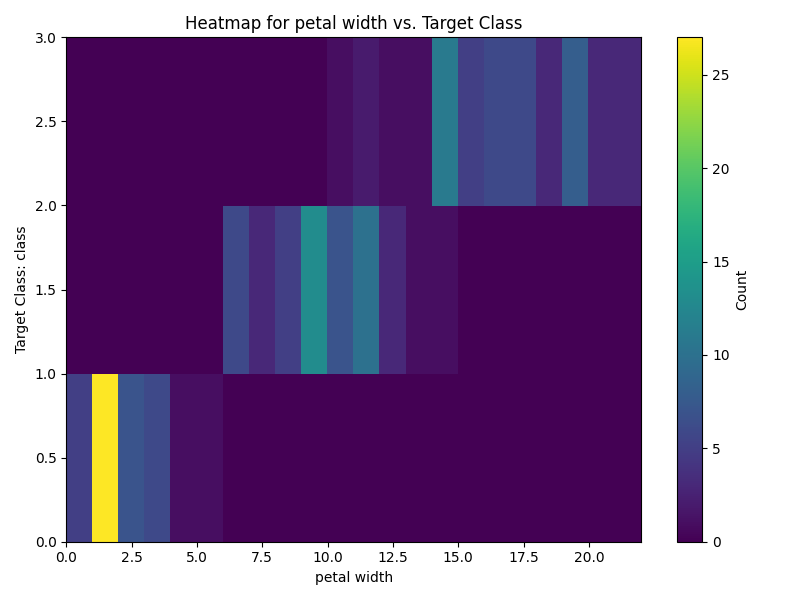 Heatmap for petal width vs. Target Class
3.0
2.5
2.0
1.5
1.0
0.5
0.0
Target Class: class
0.0 2.5 5.0 7.5 10.0 12.5 15.0 17.5 20.0
petal width
25
20
15
10
5
0
Count